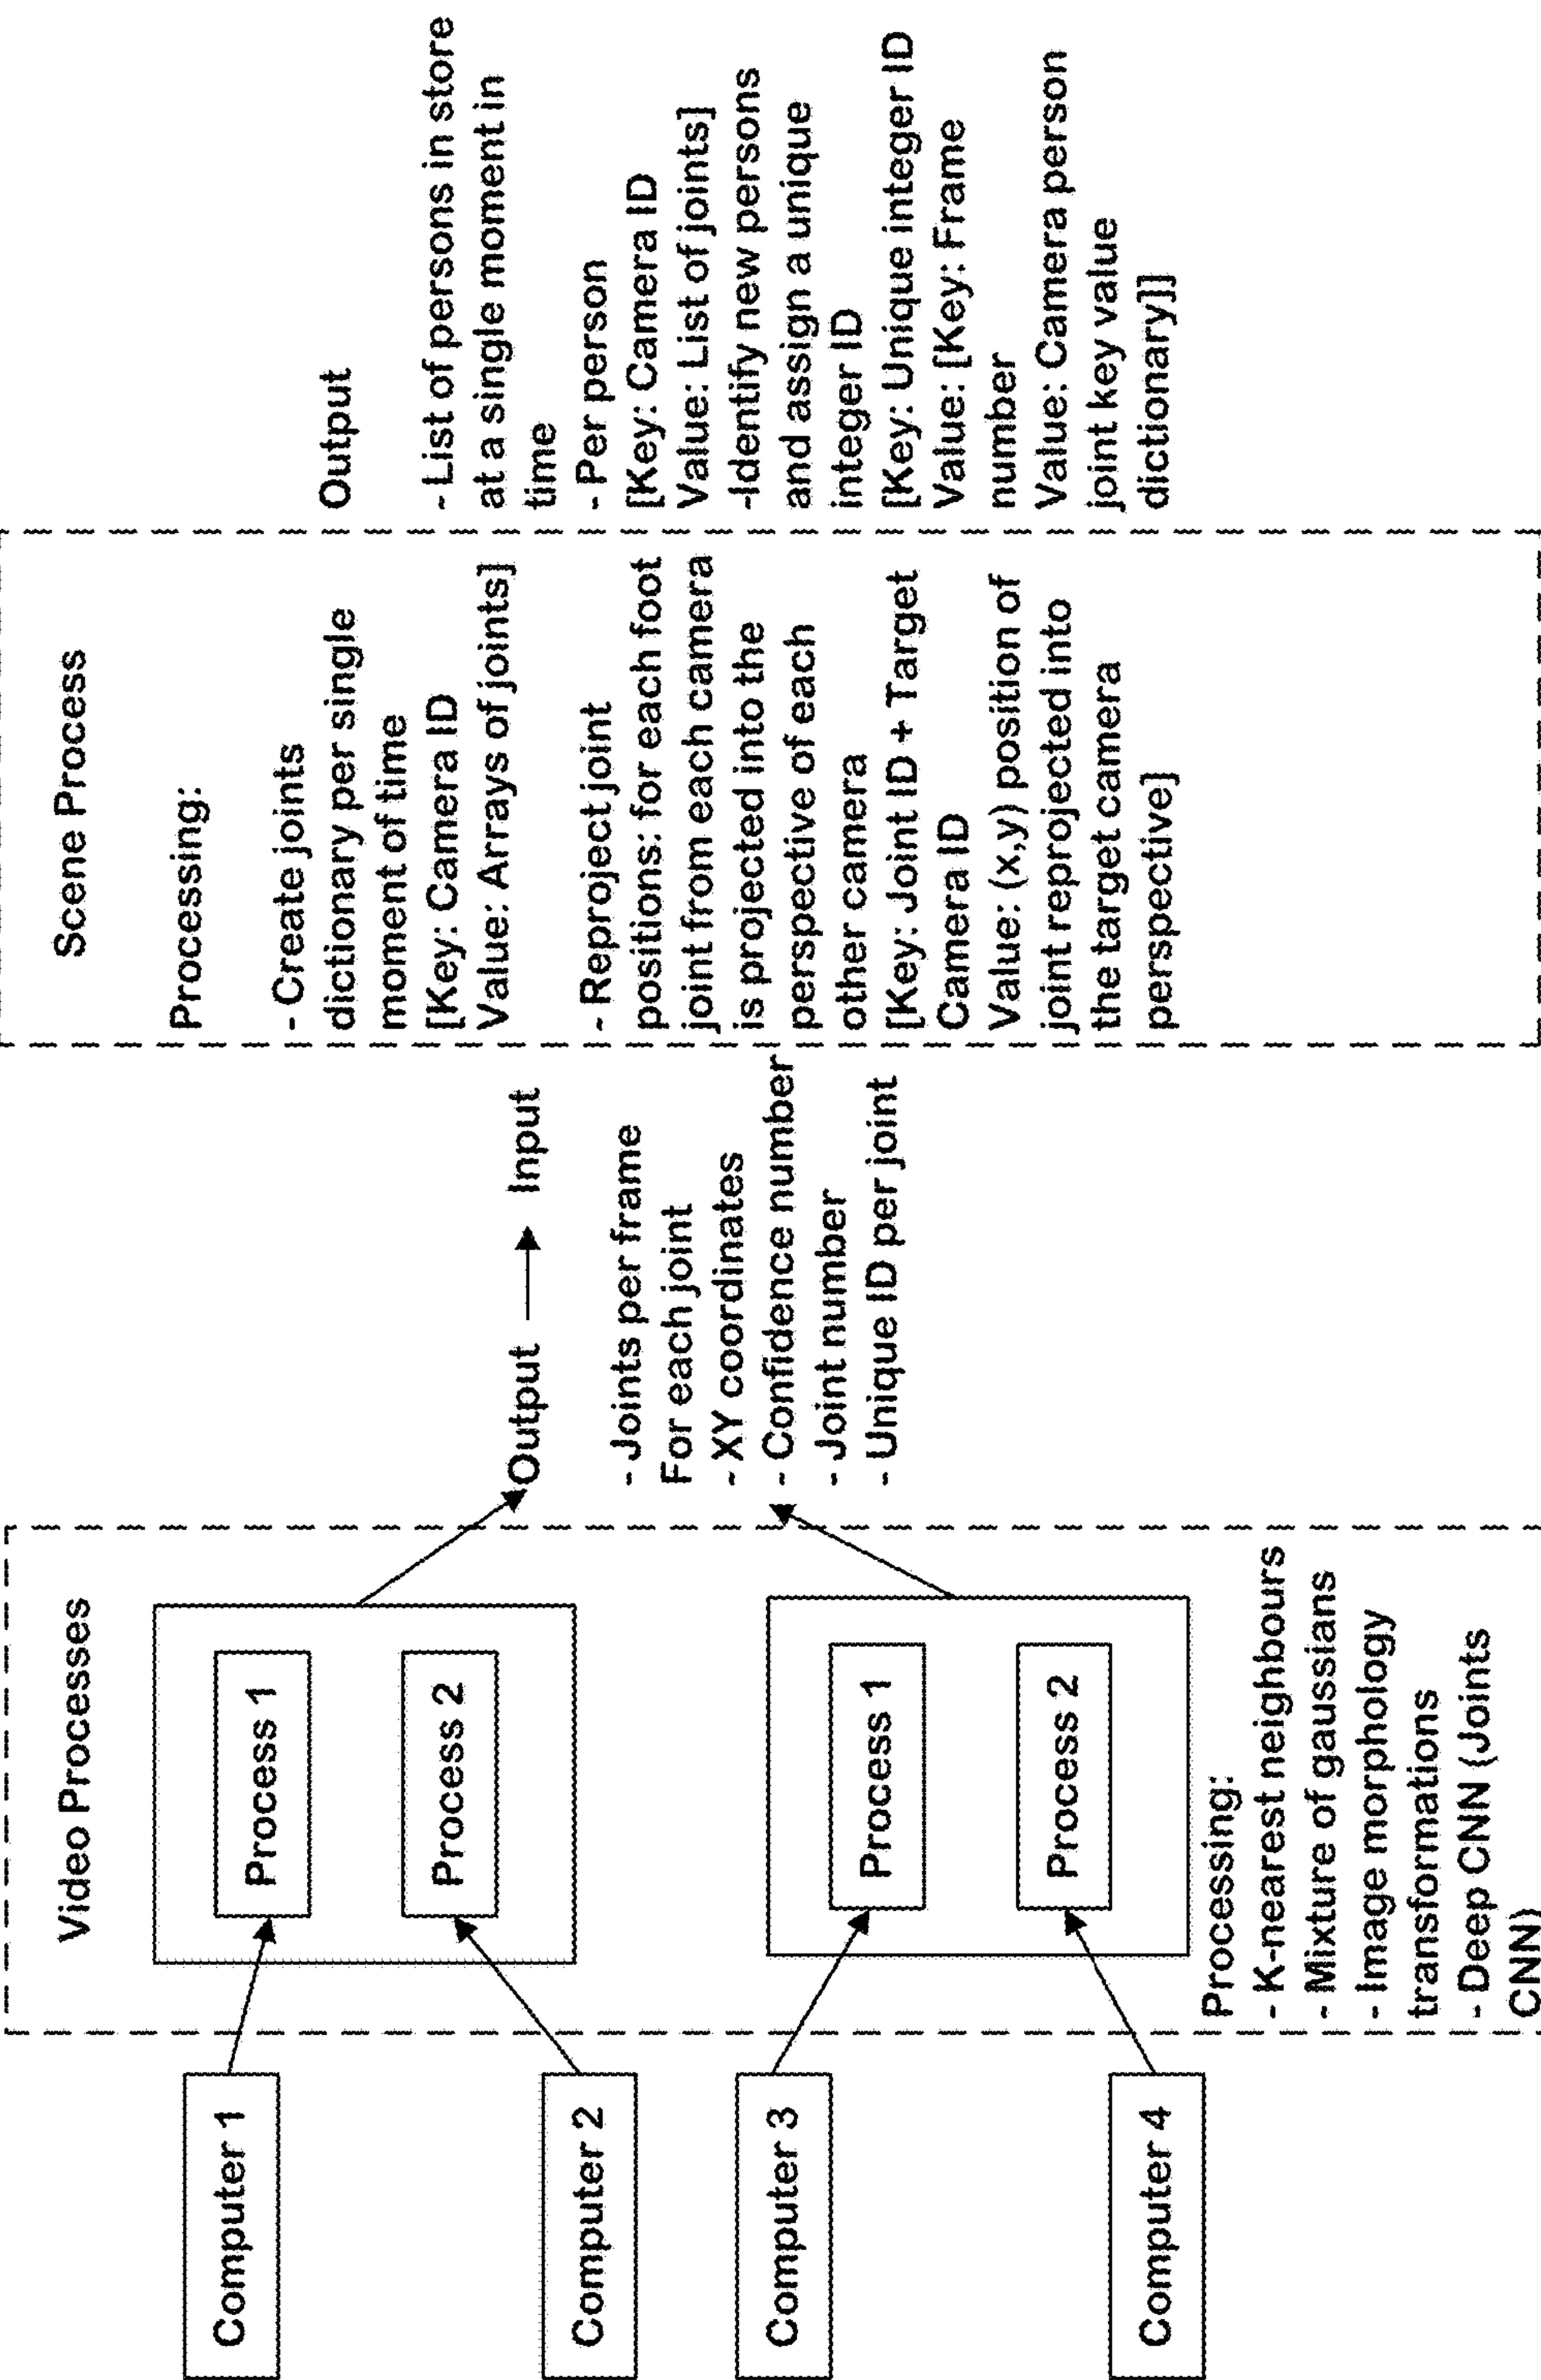 Computer 1
Computer 2
Computer 3
Computer 4
Video Processes
Process 1
Process 2
Process 1
Process 2
Processing:
- K-nearest neighbours
- Mixture of gaussians
- Image morphology
transformations
- Deep CNN (Joints
CNN)
Output
Input
- Joints per frame
For each joint
- XY coordinates
- Confidence number
- Joint number
- Unique ID per joint
Scene Process
Processing:
- Create joints
dictionary per single
moment of time
[Key: Camera ID
Value: Arrays of joints]
- Reproject joint
positions: for each foot
joint from each camera
is projected into the
perspective of each
other camera
[Key: Joint ID + Target
Camera ID
Value: (x,y) position of
joint reprojected into
the target camera
perspective]
Output
- List of persons in store
at a single moment in
time
- Per person
[Key: Camera ID
Value: List of joints]
-Identify new persons
and assign a unique
integer ID
[Key: Unique integer ID
Value: [Key: Frame
number
Value: Camera person
joint key value
dictionary]]